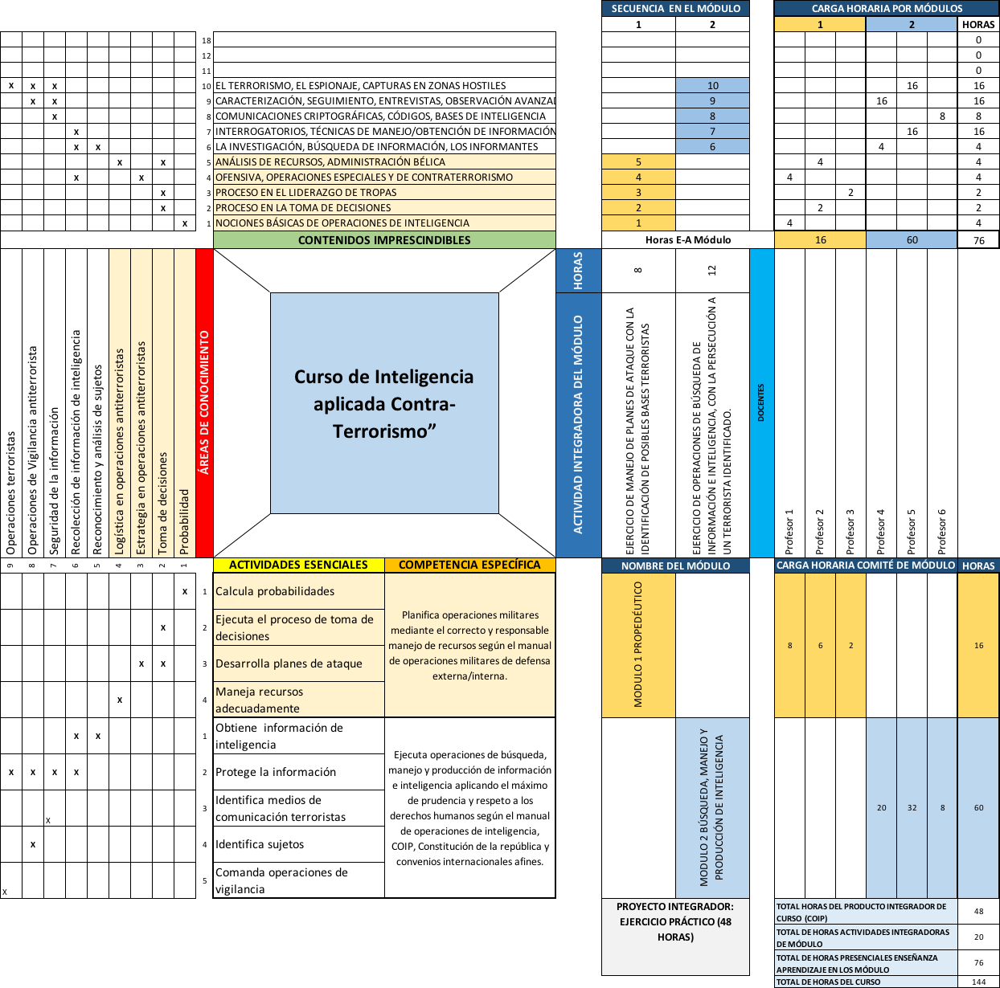 SECUENCIA EN EL MÓDULO
CARGA HORARIA POR MÓDULOS
1 2
1 2 HORAS
18 0
12 0
11 0
x x x 10 EL TERRORISMO, EL ESPIONAJE, CAPTURAS EN ZONAS HOSTILES 10 16 16
x x 9 CARACTERIZACIÓN, SEGUIMIENTO, ENTREVISTAS, OBSERVACIÓN AVANZAD 9 16 16
x 8 COMUNICACIONES CRIPTOGRÁFICAS, CÓDIGOS, BASES DE INTELIGENCIA 8 8 8
x 7 INTERROGATORIOS, TÉCNICAS DE MANEJO/OBTENCIÓN DE INFORMACIÓN 7 16 16
x x 6 LA INVESTIGACIÓN, BÚSQUEDA DE INFORMACIÓN, LOS INFORMANTES 6 4 4
x x 5 ANÁLISIS DE RECURSOS, ADMINISTRACIÓN BÉLICA 5 4 4
x x 4 OFENSIVA, OPERACIONES ESPECIALES Y DE CONTRATERRORISMO 4 4 4
x 3 PROCESO EN EL LIDERAZGO DE TROPAS 3 2 2
x 2 PROCESO EN LA TOMA DE DECISIONES 2 2 2
x 1 NOCIONES BÁSICAS DE OPERACIONES DE INTELIGENCIA 1 4 4
CONTENIDOS IMPRESCINDIBLES
Horas E-A Módulo 16 60 76
Operaciones terroristas
Operaciones de Vigilancia antiterrorista
Seguridad de la información
Recolección de información de inteligencia
Reconocimiento y análisis de sujetos
Logística en operaciones antiterroristas
Estrategia en operaciones antiterroristas
Toma de decisiones
Probabilidad
ÁREAS DE CONOCIMIENTO
Curso de Inteligencia
aplicada Contra-
Terrorismo”
HORAS
8
12
ACTIVIDAD INTEGRADORA DEL MÓDULO
EJERCICIO DE MANEJO DE PLANES DE ATAQUE CON LA
IDENTIFICACIÓN DE POSIBLES BASES TERRORISTAS
EJERCICIO DE OPERACIONES DE BÚSQUEDA DE
INFORMACIÓN E INTELIGENCIA, CON LA PERSECUCIÓN A
UN TERRORISTA IDENTIFICADO.
DOCENTES
Profesor 1
Profesor 2
Profesor 3
Profesor 4
Profesor 5
Profesor 6
9 8 7 6 5 4 3 2 1
ACTIVIDADES ESENCIALES
COMPETENCIA ESPECÍFICA
NOMBRE DEL MÓDULO
CARGA HORARIA COMITÉ DE MÓDULO
HORAS
x 1 Calcula probabilidades
x 2 Ejecuta el proceso de toma de
decisiones
x x 3 Desarrolla planes de ataque
x 4 Maneja recursos
adecuadamente
Planifica operaciones militares
mediante el correcto y responsable
manejo de recursos según el manual
de operaciones militares de defensa
externa/interna.
MODULO 1 PROPEDÉUTICO
8 6 2 16
x x 1 Obtiene información de
inteligencia
x x x x 2 Protege la información
x 3 Identifica medios de
comunicación terroristas
x 4 Identifica sujetos
x 5 Comanda operaciones de
vigilancia
Ejecuta operaciones de búsqueda,
manejo y producción de información
e inteligencia aplicando el máximo
de prudencia y respeto a los
derechos humanos según el manual
de operaciones de inteligencia,
COIP, Constitución de la república y
convenios internacionales afines.
MODULO 2 BÚSQUEDA, MANEJO Y
PRODUCCIÓN DE INTELIGENCIA
20 32 8 60
PROYECTO INTEGRADOR:
EJERCICIO PRÁCTICO (48
HORAS)
TOTAL HORAS DEL PRODUCTO INTEGRADOR DE
CURSO (COIP) 48
TOTAL DE HORAS ACTIVIDADES INTEGRADORAS
DE MÓDULO 20
TOTAL DE HORAS PRESENCIALES ENSEÑANZA
APRENDIZAJE EN LOS MÓDULO 76
TOTAL DE HORAS DEL CURSO 144